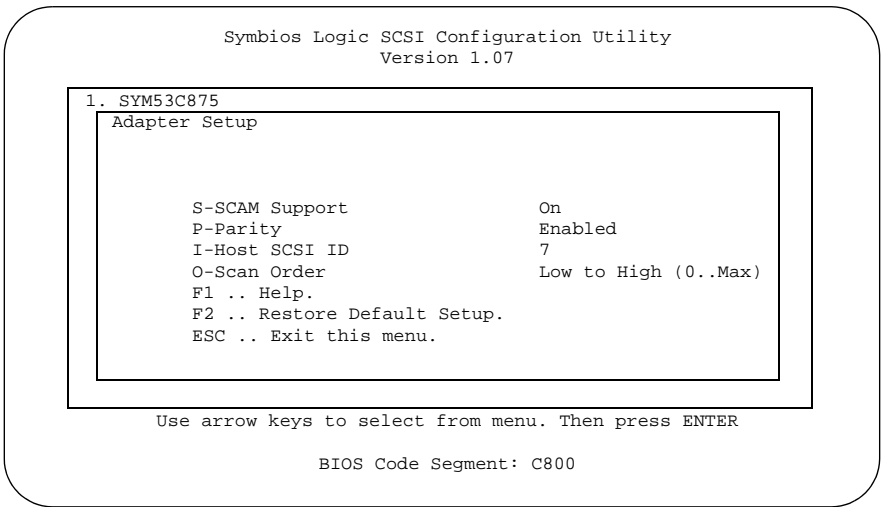 Symbios Logic SCSI Configuration Utility
Version 1.07
1. SYM53C875
Adapter Setup
S-SCAM Support On
P-Parity Enabled
I-Host SCSI ID 7
O-Scan Order Low to High (0..Max)
F1 .. Help.
F2 .. Restore Default Setup.
ESC .. Exit this menu.
Use arrow keys to select from menu. Then press ENTER
BIOS Code Segment: C800